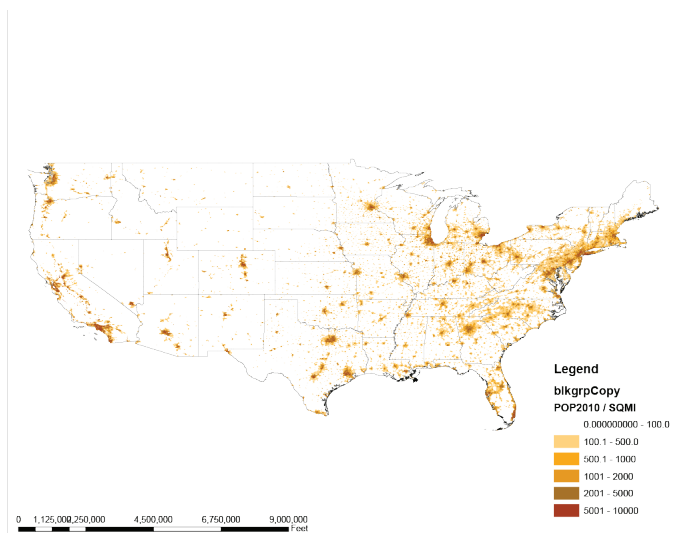 Legend
blkgrpCopy
POP2010 / SQMI
0.000000000 - 100.0
100.1 - 500.0
500.1 - 1000
1001 - 2000
2001 - 5000
5001 - 10000
0 1,125,000 2,250,000 4,500,000 6,750,000 9,000,000
Feet